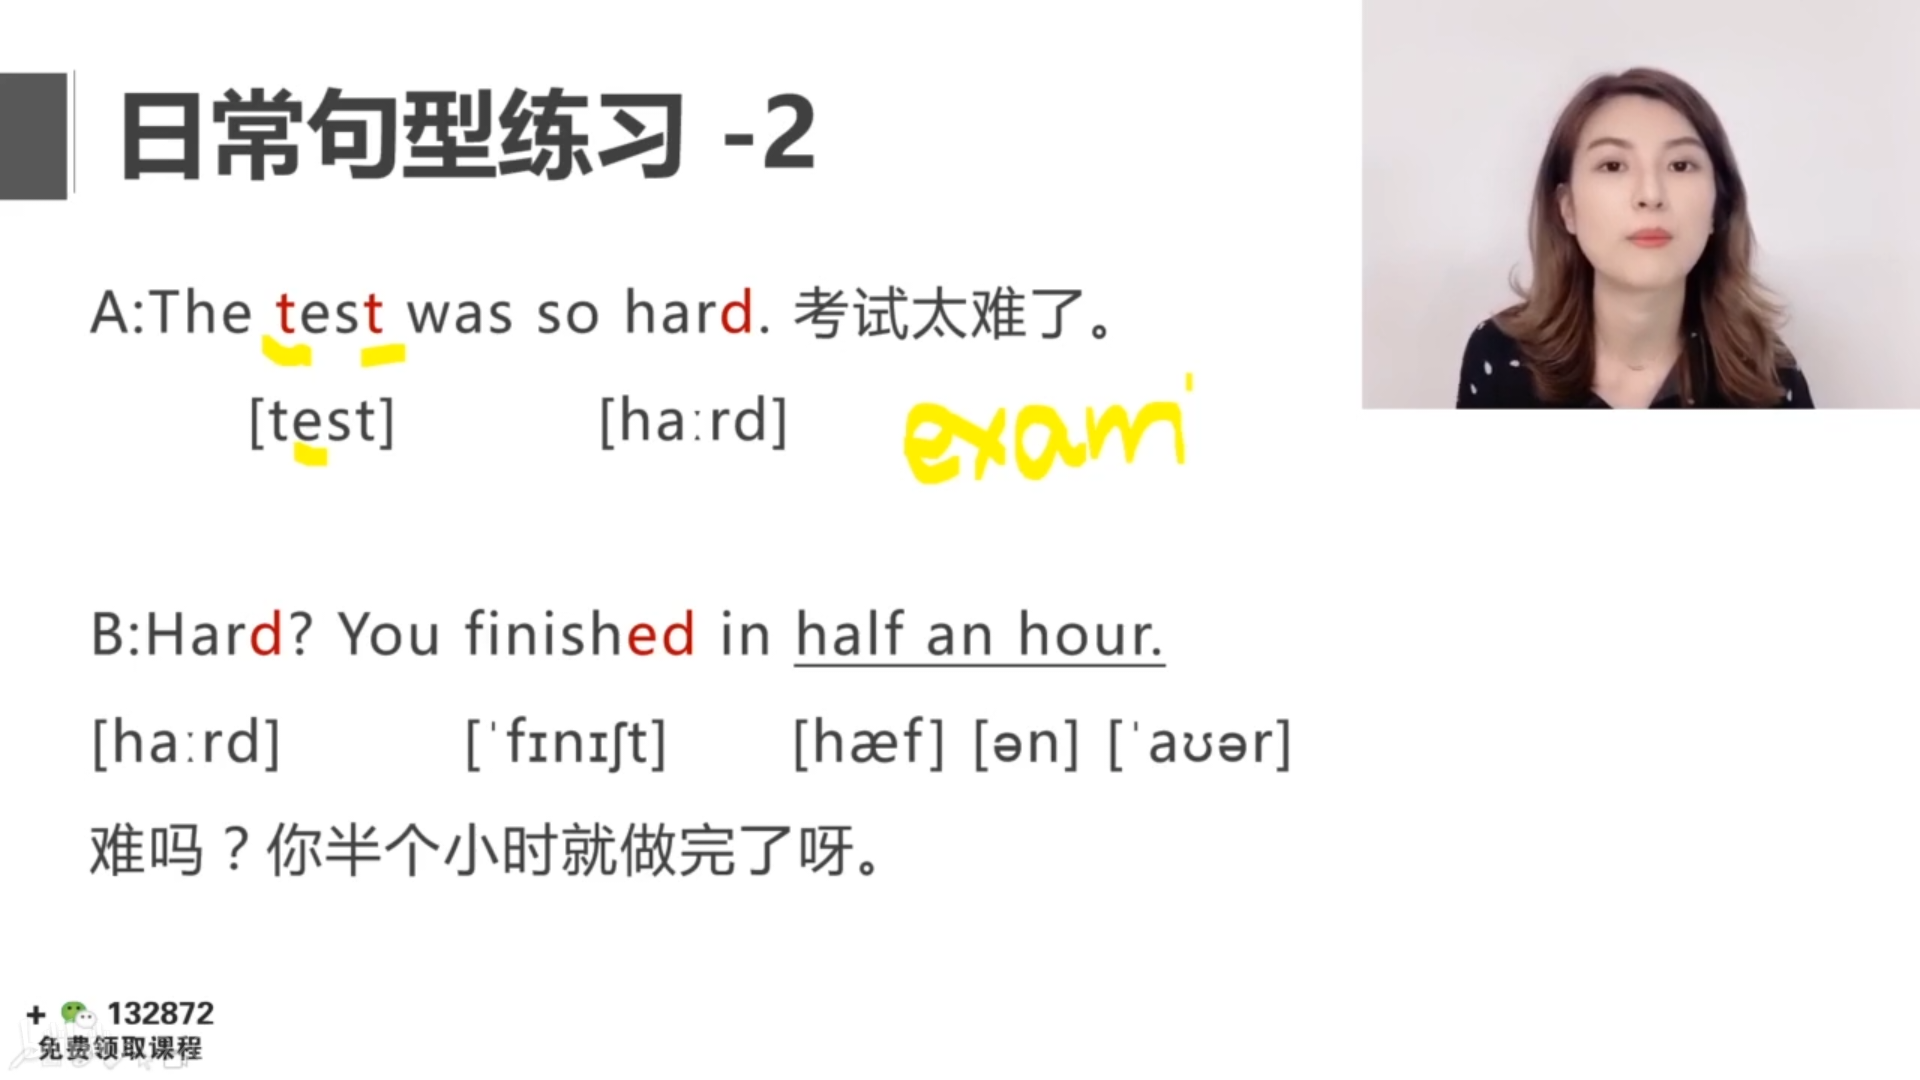 日常句型练习 -2
A:The test was so hard. 考试太难了。
[test] [haːrd] exam
B:Hard? You finished in half an hour.
[haːrd] [ˈfɪnɪʃt] [hæf] [ən] [ˈaʊər]
难吗？你半个小时就做完了呀。
+ 132872
免费领取课程